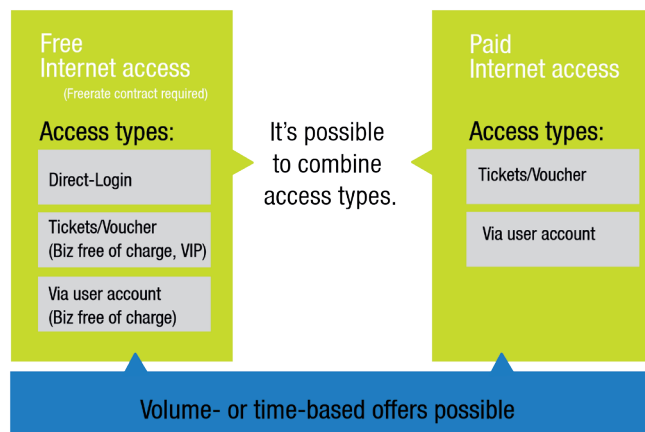 Free
Internet access
(Freerate contract required)
Access types:
Direct-Login
Tickets/Voucher
(Biz free of charge, VIP)
Via user account
(Biz free of charge)
It's possible
to combine
access types.
Paid
Internet access
Access types:
Tickets/Voucher
Via user account
Volume- or time-based offers possible